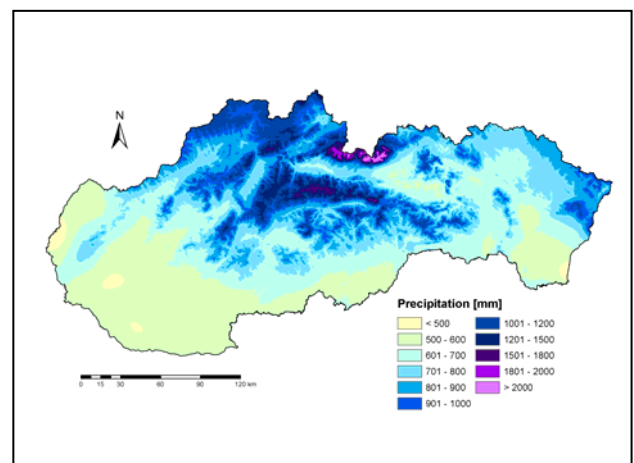 N
Precipitation [mm]
< 500
500 - 600
601 - 700
701 - 800
801 - 900
901 - 1000
1001 - 1200
1201 - 1500
1501 - 1800
1801 - 2000
> 2000
0 15 30 60 90 120 km